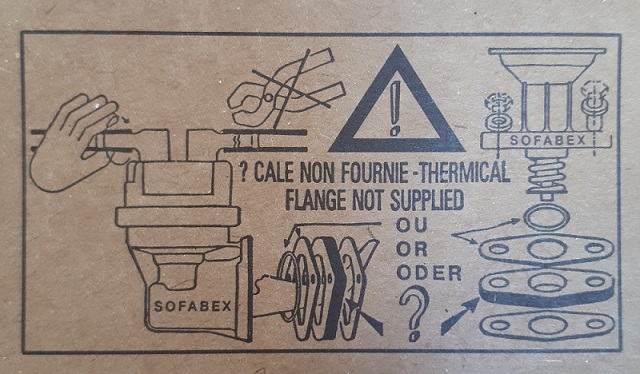 SOFABEX
? CALE NON FOURNIE - THERMICAL
FLANGE NOT SUPPLIED
OU
OR
ODER
?
SOFABEX